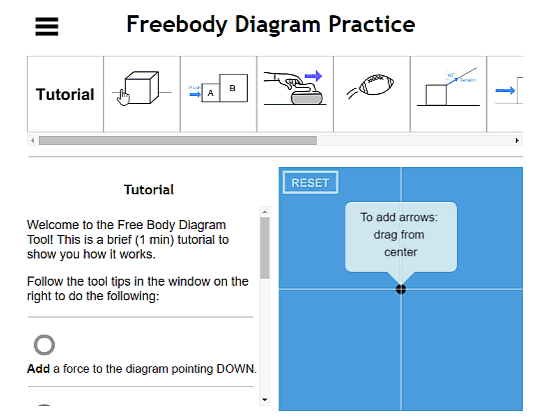 Freebody Diagram Practice
Tutorial
Push
A
B
Tension
Tutorial
Welcome to the Free Body Diagram
Tool! This is a brief (1 min) tutorial to
show you how it works.
Follow the tool tips in the window on the
right to do the following:
Add a force to the diagram pointing DOWN.
RESET
To add arrows:
drag from
center